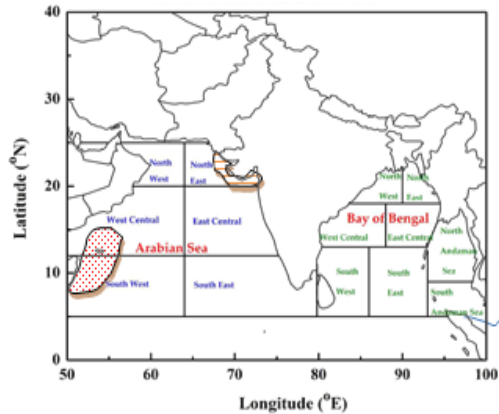 40
30
20
10
50
60
70
80
90
100
Latitude (°N)
Longitude (°E)
North
West
North
East
West Central
East Central
Arabian Sea
South West
South East
North
West
North
East
Bay of Bengal
West Central
East Central
North
Andaman
Sea
South
West
South
East
South
Andaman Sea